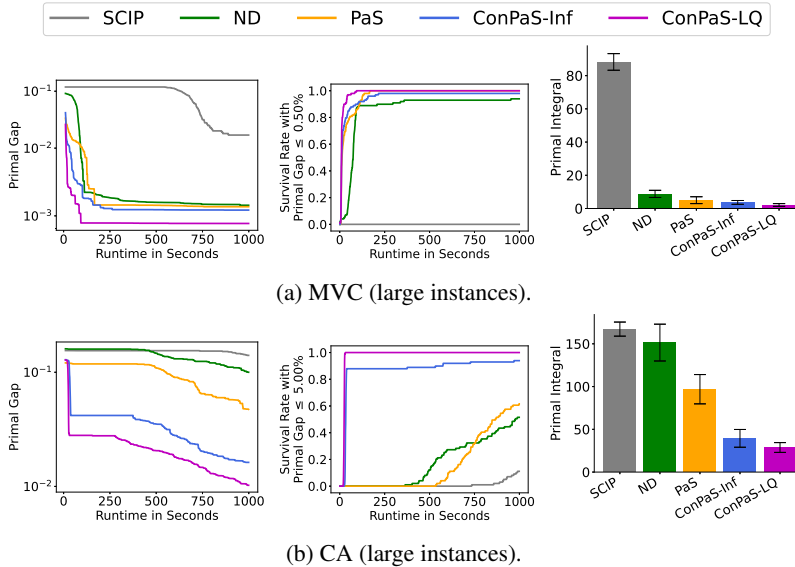 SCIP ND PaS ConPaS-Inf ConPaS-LQ
Primal Gap
10⁻¹
10⁻²
10⁻³
0 250 500 750 1000
Runtime in Seconds
Survival Rate with
Primal Gap ≤ 0.50%
1.0
0.8
0.6
0.4
0.2
0.0
0 250 500 750 1000
Runtime in Seconds
Primal Integral
80
60
40
20
0
SCIP ND PaS ConPaS-Inf ConPaS-LQ
(a) MVC (large instances).
Primal Gap
10⁻¹
10⁻²
0 250 500 750 1000
Runtime in Seconds
Survival Rate with
Primal Gap ≤ 5.00%
1.0
0.8
0.6
0.4
0.2
0.0
0 250 500 750 1000
Runtime in Seconds
Primal Integral
150
100
50
0
SCIP ND PaS ConPaS-Inf ConPaS-LQ
(b) CA (large instances).